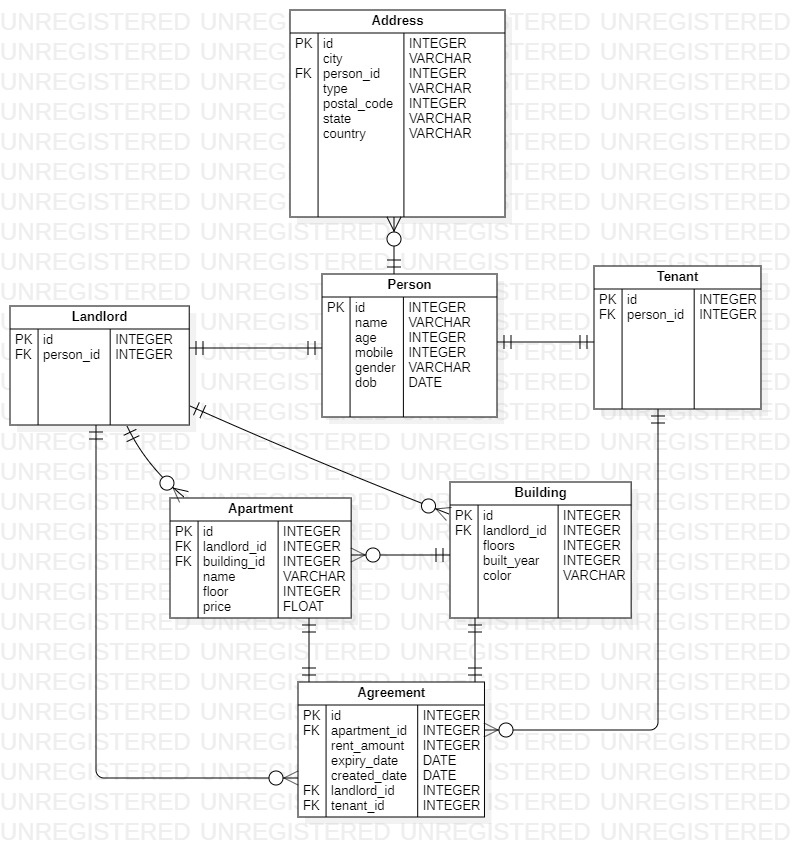 UNREGISTERED
Address
PK id INTEGER
city VARCHAR
FK person_id INTEGER
type VARCHAR
postal_code INTEGER
state VARCHAR
country VARCHAR
Person
PK id INTEGER
name VARCHAR
age INTEGER
mobile INTEGER
gender VARCHAR
dob DATE
Tenant
PK id INTEGER
FK person_id INTEGER
Landlord
PK id INTEGER
FK person_id INTEGER
Apartment
PK id INTEGER
FK landlord_id INTEGER
FK building_id INTEGER
name VARCHAR
floor INTEGER
price FLOAT
Building
PK id INTEGER
FK landlord_id INTEGER
floors INTEGER
built_year INTEGER
color VARCHAR
Agreement
PK id INTEGER
FK apartment_id INTEGER
rent_amount INTEGER
expiry_date DATE
created_date DATE
FK landlord_id INTEGER
FK tenant_id INTEGER